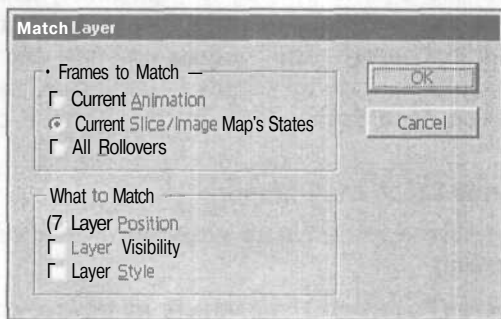 Match Layer
• Frames to Match —
Γ Current Animation
Current Slice/Image Map's States
Γ All Rollovers
OK
Cancel
What to Match
(7 Layer Position
Γ Layer Visibility
Γ Layer Style